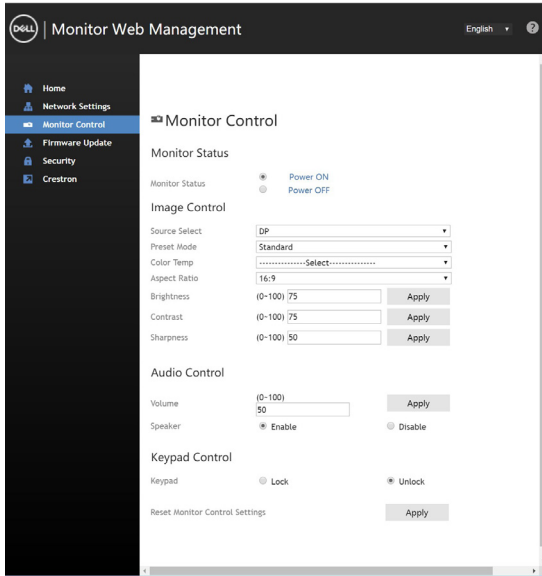 DELL | Monitor Web Management
English
?
Home
Network Settings
Monitor Control
Firmware Update
Security
Crestron
Monitor Control
Monitor Status
Monitor Status Power ON
Power OFF
Image Control
Source Select DP
Preset Mode Standard
Color Temp ---------------Select---------------
Aspect Ratio 16:9
Brightness (0~100) 75 Apply
Contrast (0~100) 75 Apply
Sharpness (0~100) 50 Apply
Audio Control
(0~100)
Volume 50 Apply
Speaker Enable Disable
Keypad Control
Keypad Lock Unlock
Reset Monitor Control Settings Apply